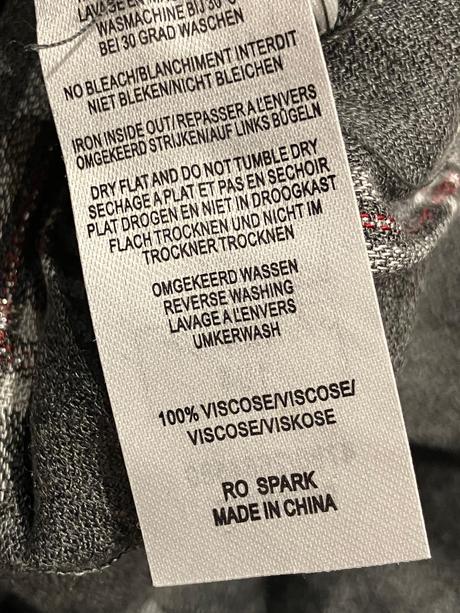 LAVAGE EN
WASMACHINE BIJ 30°C
BEI 30 GRAD WASCHEN
NO BLEACH/BLANCHIMENT INTERDIT
NIET BLEKEN/NICHT BLEICHEN
IRON INSIDE OUT/REPASSER A L'ENVERS
OMGEKEERD STRIJKEN/AUF LINKS BÜGELN
DRY FLAT AND DO NOT TUMBLE DRY
SECHAGE A PLAT ET PAS EN SECHOIR
PLAT DROGEN EN NIET IN DROOGKAST
FLACH TROCKNEN UND NICHT IM
TROCKNER TROCKNEN
OMGEKEERD WASSEN
REVERSE WASHING
LAVAGE A L'ENVERS
UMKERWASH
100% VISCOSE/VISCOSE/
VISCOSE/VISKOSE
RO SPARK
MADE IN CHINA